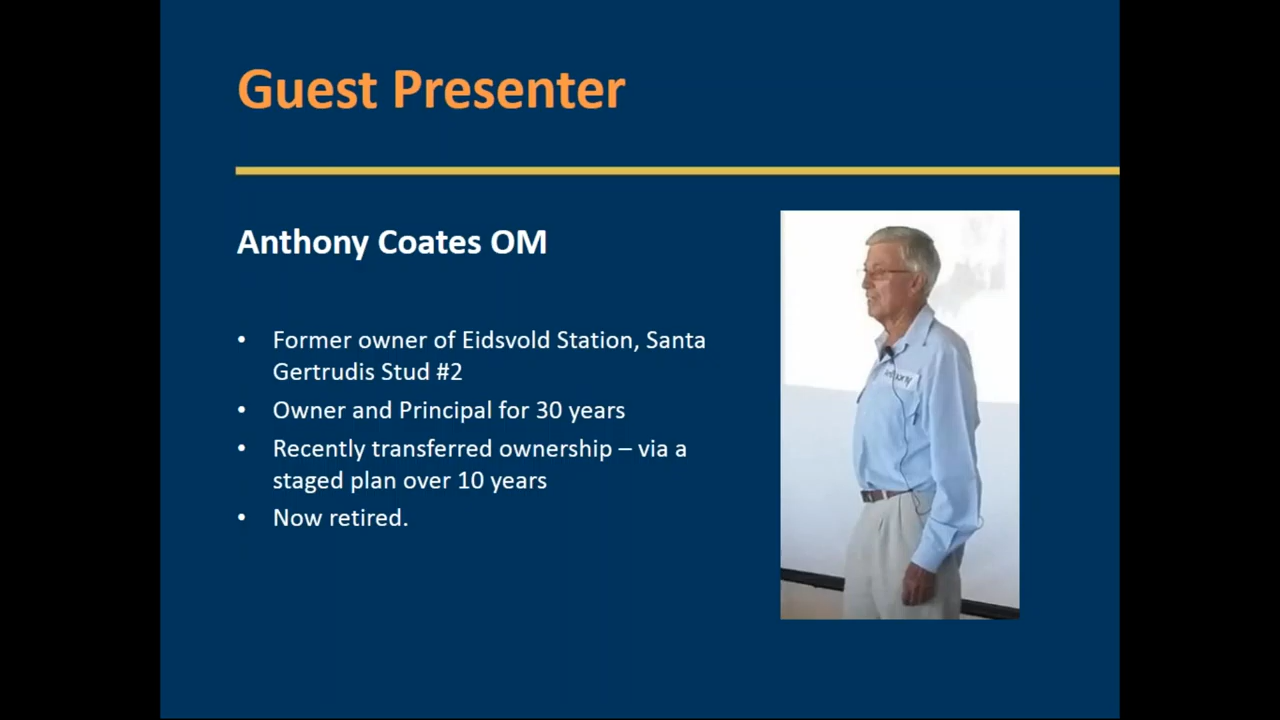 Guest Presenter
Anthony Coates OM
• Former owner of Eidsvold Station, Santa
Gertrudis Stud #2
• Owner and Principal for 30 years
• Recently transferred ownership – via a
staged plan over 10 years
• Now retired.